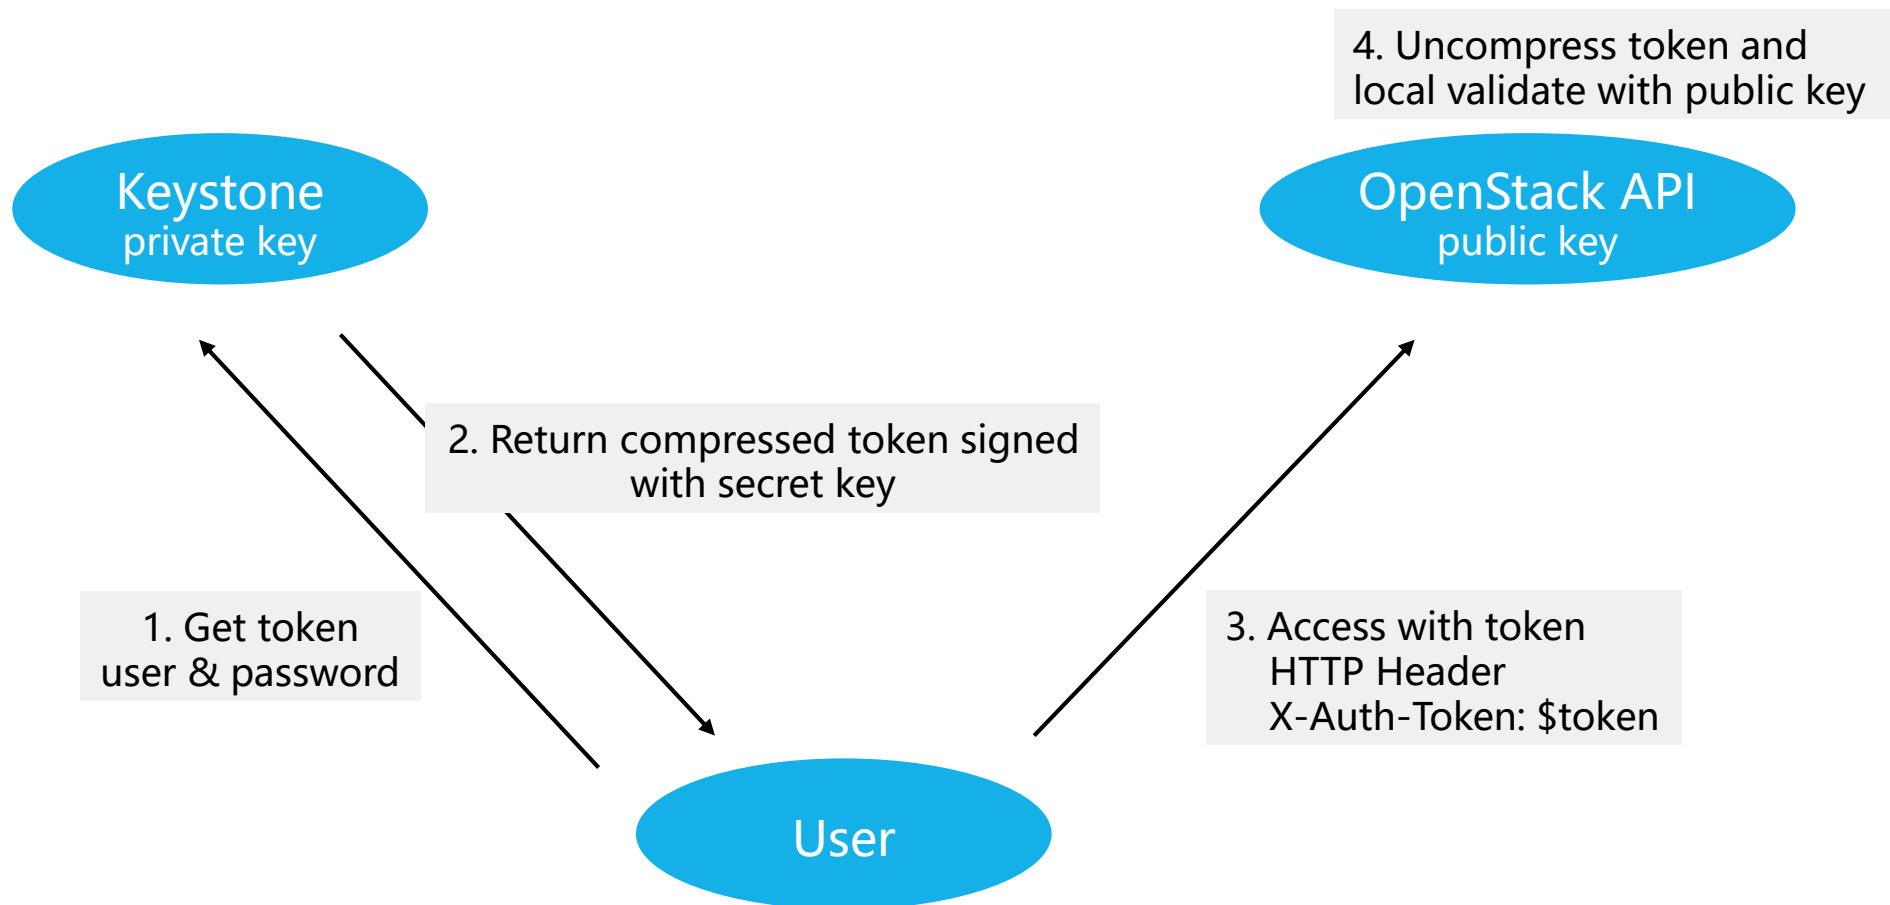 4. Uncompress token and
local validate with public key
Keystone
private key
OpenStack API
public key
2. Return compressed token signed
with secret key
1. Get token
user & password
3. Access with token
HTTP Header
X-Auth-Token: $token
User